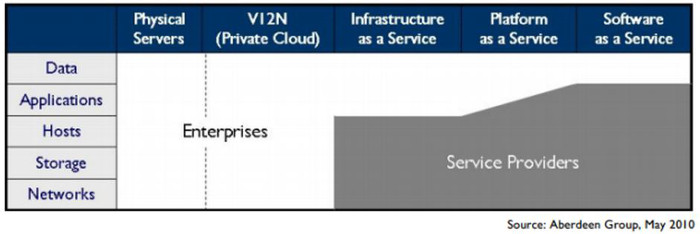 Physical Servers
V12N (Private Cloud)
Infrastructure as a Service
Platform as a Service
Software as a Service
Data
Applications
Hosts
Storage
Networks
Enterprises
Service Providers
Source: Aberdeen Group, May 2010